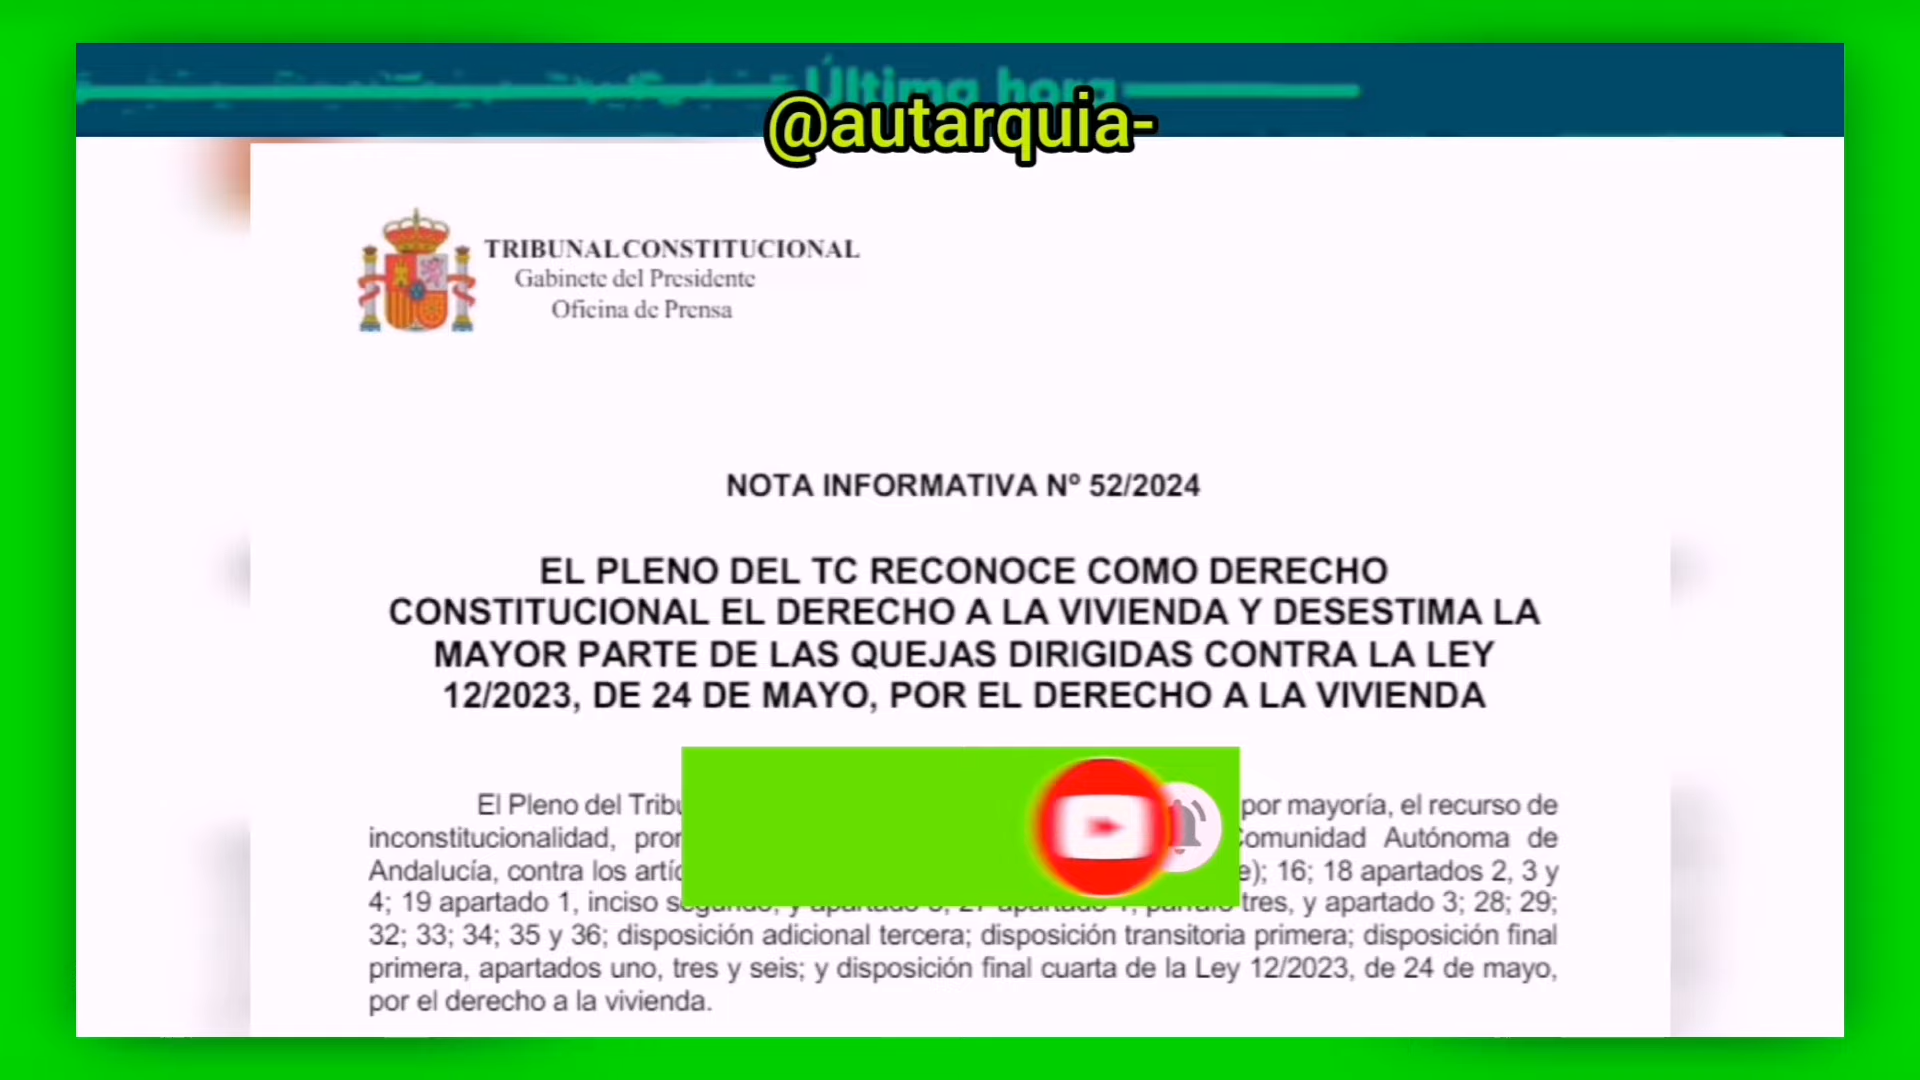 Última hora
@autarquia-
TRIBUNAL CONSTITUCIONAL
Gabinete del Presidente
Oficina de Prensa
NOTA INFORMATIVA Nº 52/2024
EL PLENO DEL TC RECONOCE COMO DERECHO
CONSTITUCIONAL EL DERECHO A LA VIVIENDA Y DESESTIMA LA
MAYOR PARTE DE LAS QUEJAS DIRIGIDAS CONTRA LA LEY
12/2023, DE 24 DE MAYO, POR EL DERECHO A LA VIVIENDA
El Pleno del por mayoría, el recurso de
inconstitucionalidad, Comunidad Autónoma de
Andalucía, contra los 16; 18 apartados 2, 3 y
4; 19 apartado 1, inciso segundo, y apartado tres, y apartado 3; 28; 29;
32; 33; 34; 35 y 36; disposición adicional tercera; disposición transitoria primera; disposición final
primera, apartados uno, tres y seis; y disposición final cuarta de la Ley 12/2023, de 24 de mayo,
por el derecho a la vivienda.